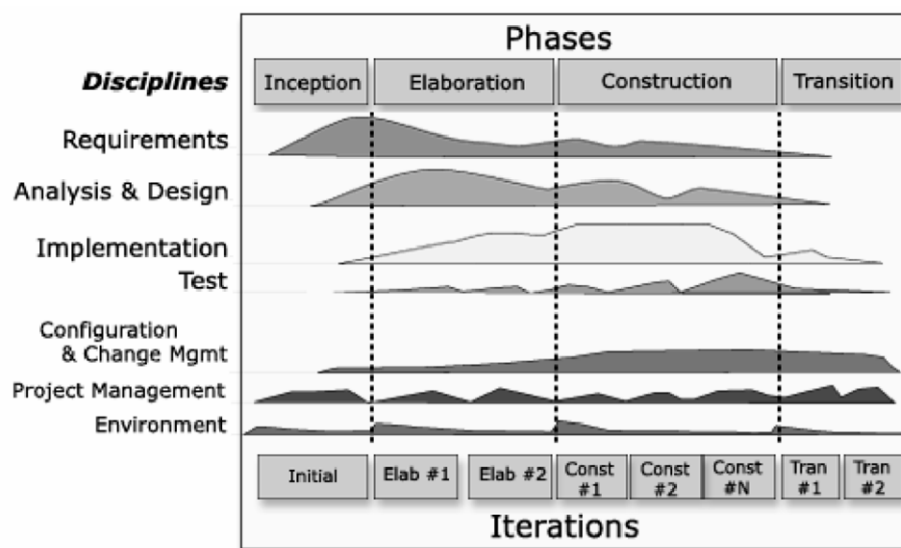 Phases
Disciplines
Inception
Elaboration
Construction
Transition
Requirements
Analysis & Design
Implementation
Test
Configuration
& Change Mgmt
Project Management
Environment
Initial
Elab #1
Elab #2
Const
#1
Const
#2
Const
#N
Tran
#1
Tran
#2
Iterations